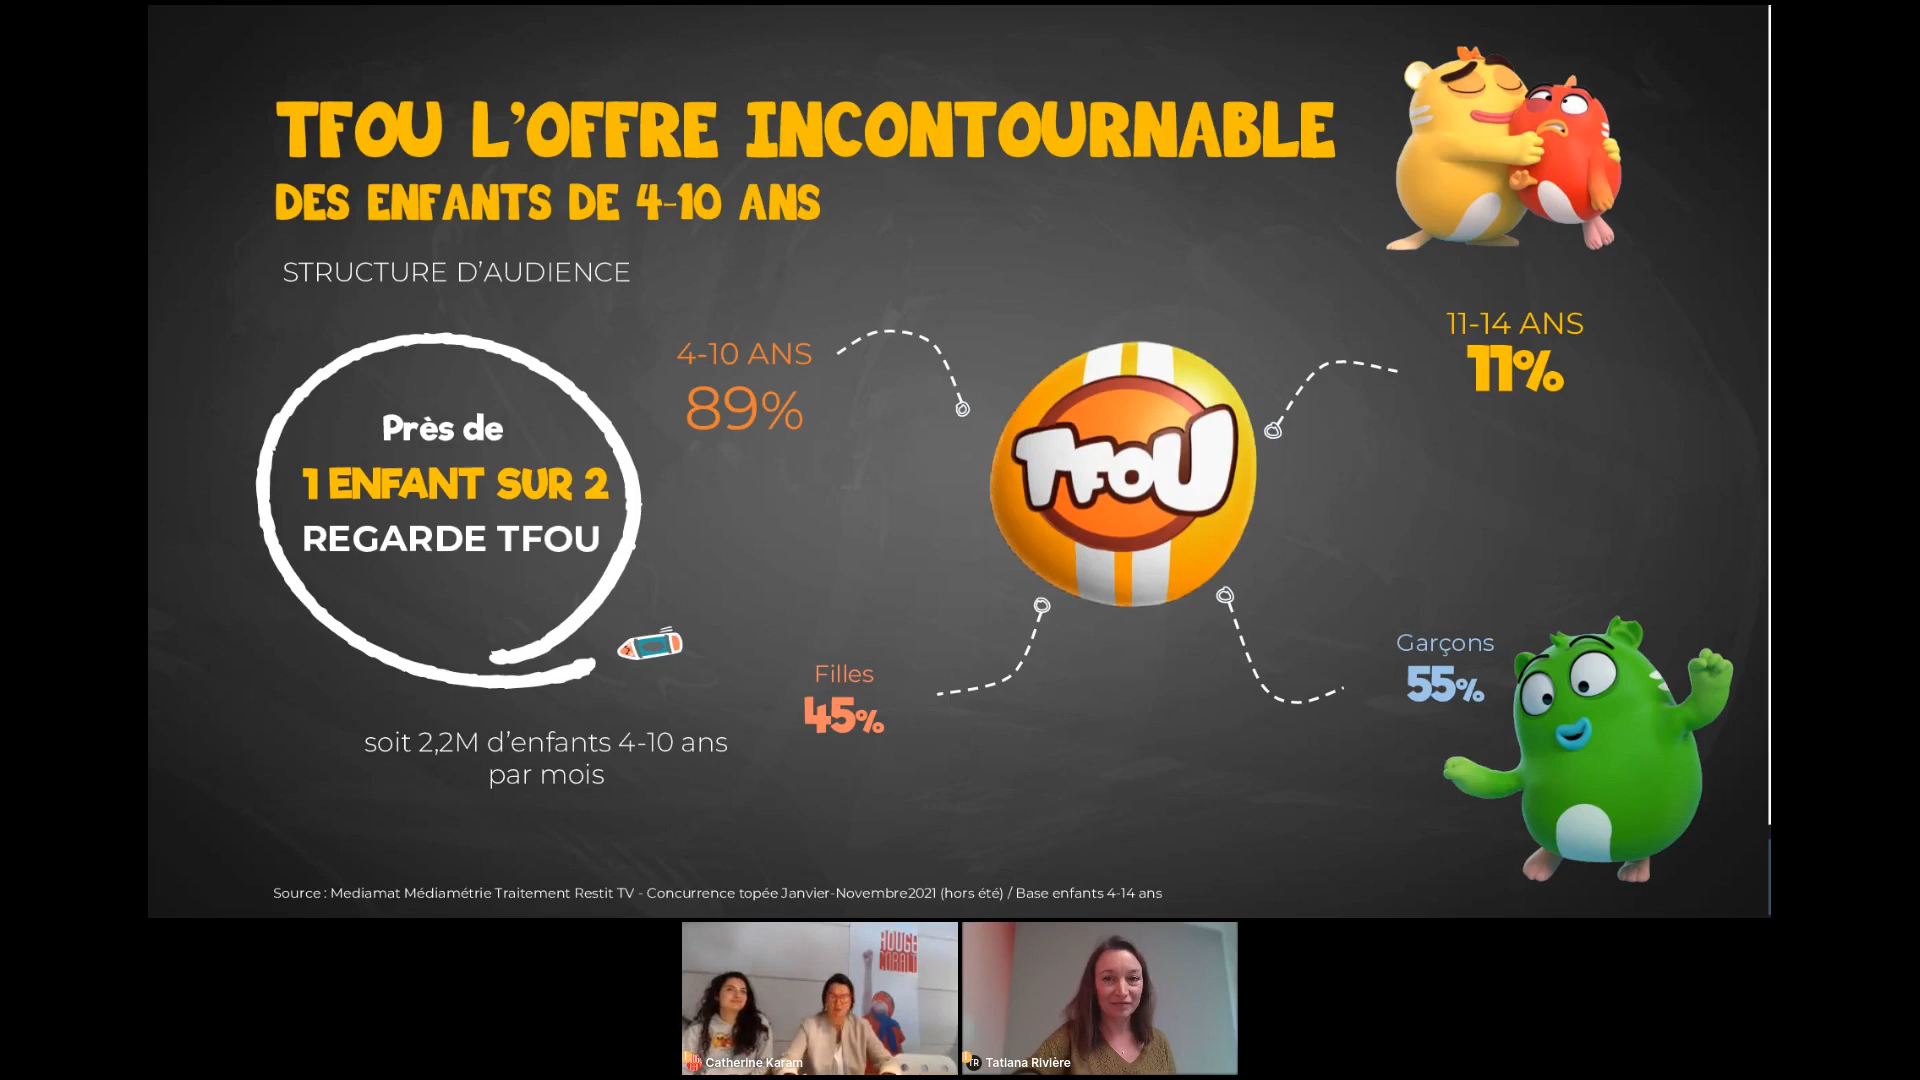 TFOU L'OFFRE INCONTOURNABLE
DES ENFANTS DE 4-10 ANS
STRUCTURE D'AUDIENCE
Près de
1 ENFANT SUR 2
REGARDE TFOU
soit 2,2M d'enfants 4-10 ans
par mois
4-10 ANS
89%
TFOU
11-14 ANS
11%
Filles
45%
Garçons
55%
Source : Mediamat Médiamétrie Traitement Restit TV - Concurrence topée Janvier-Novembre2021 (hors été) / Base enfants 4-14 ans
ROUGE
Catherine Karam
TR
Tatiana Rivière